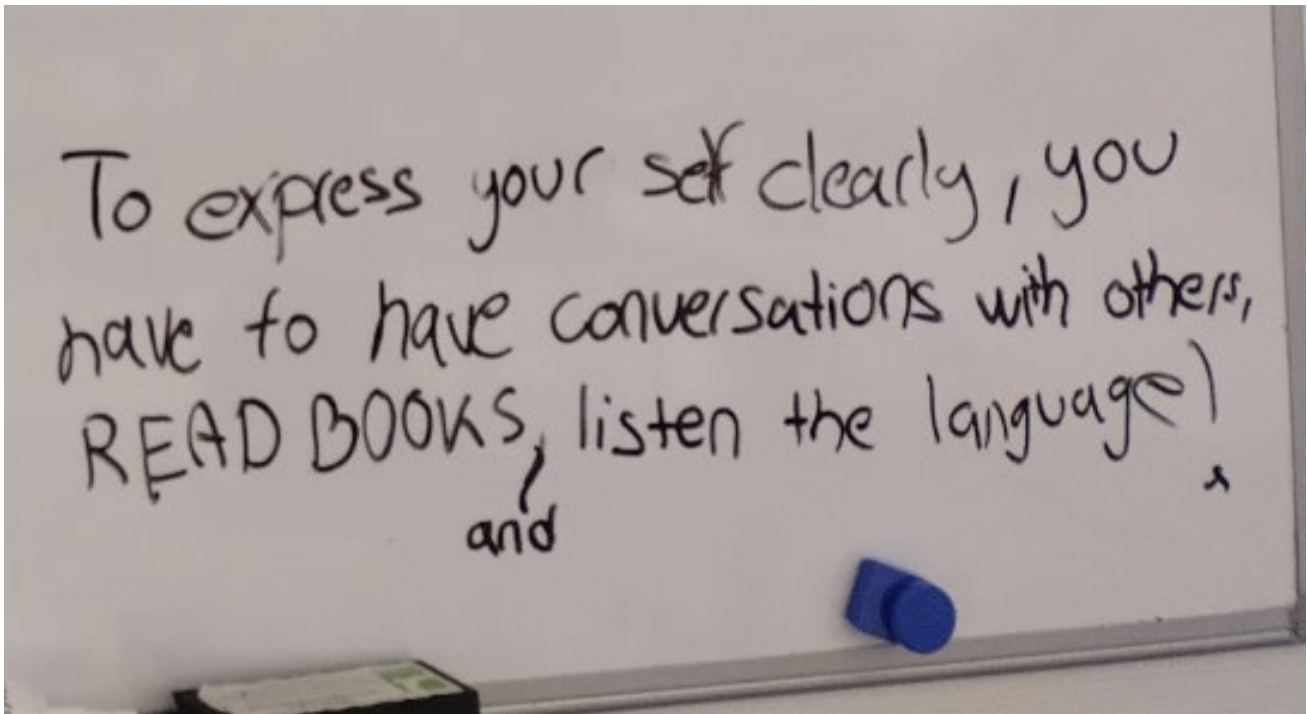 To express your self clearly, you
have to have conversations with others,
READ BOOKS, listen the language!
and